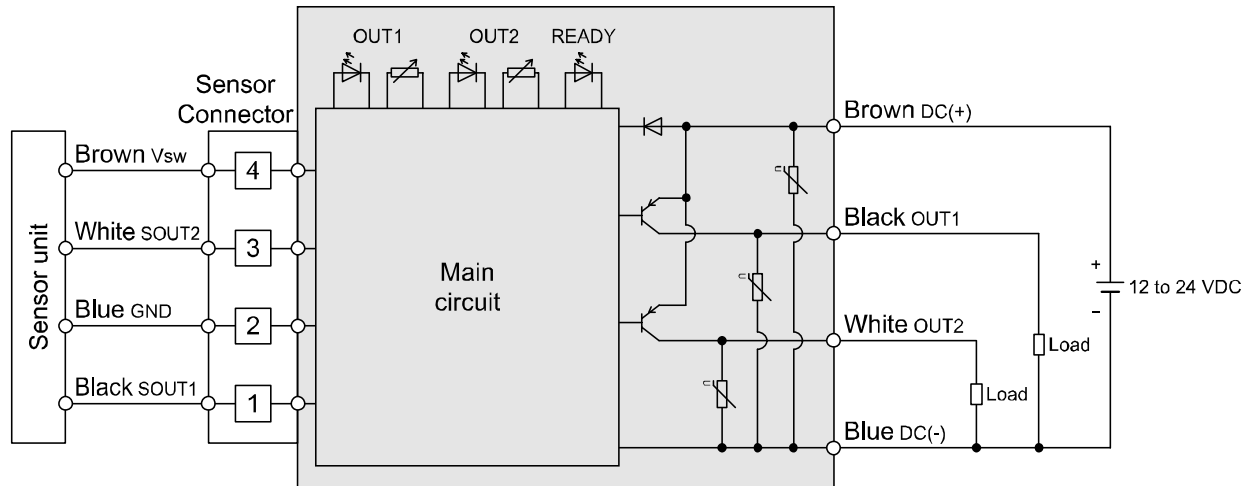 OUT1
OUT2
READY
Sensor
Connector
Brown DC(+)
Brown Vsw
4
White SOUT2
3
Blue GND
2
Black SOUT1
1
Sensor unit
Main
circuit
Black OUT1
White OUT2
Blue DC(-)
U
U
U
+
12 to 24 VDC
-
Load
Load